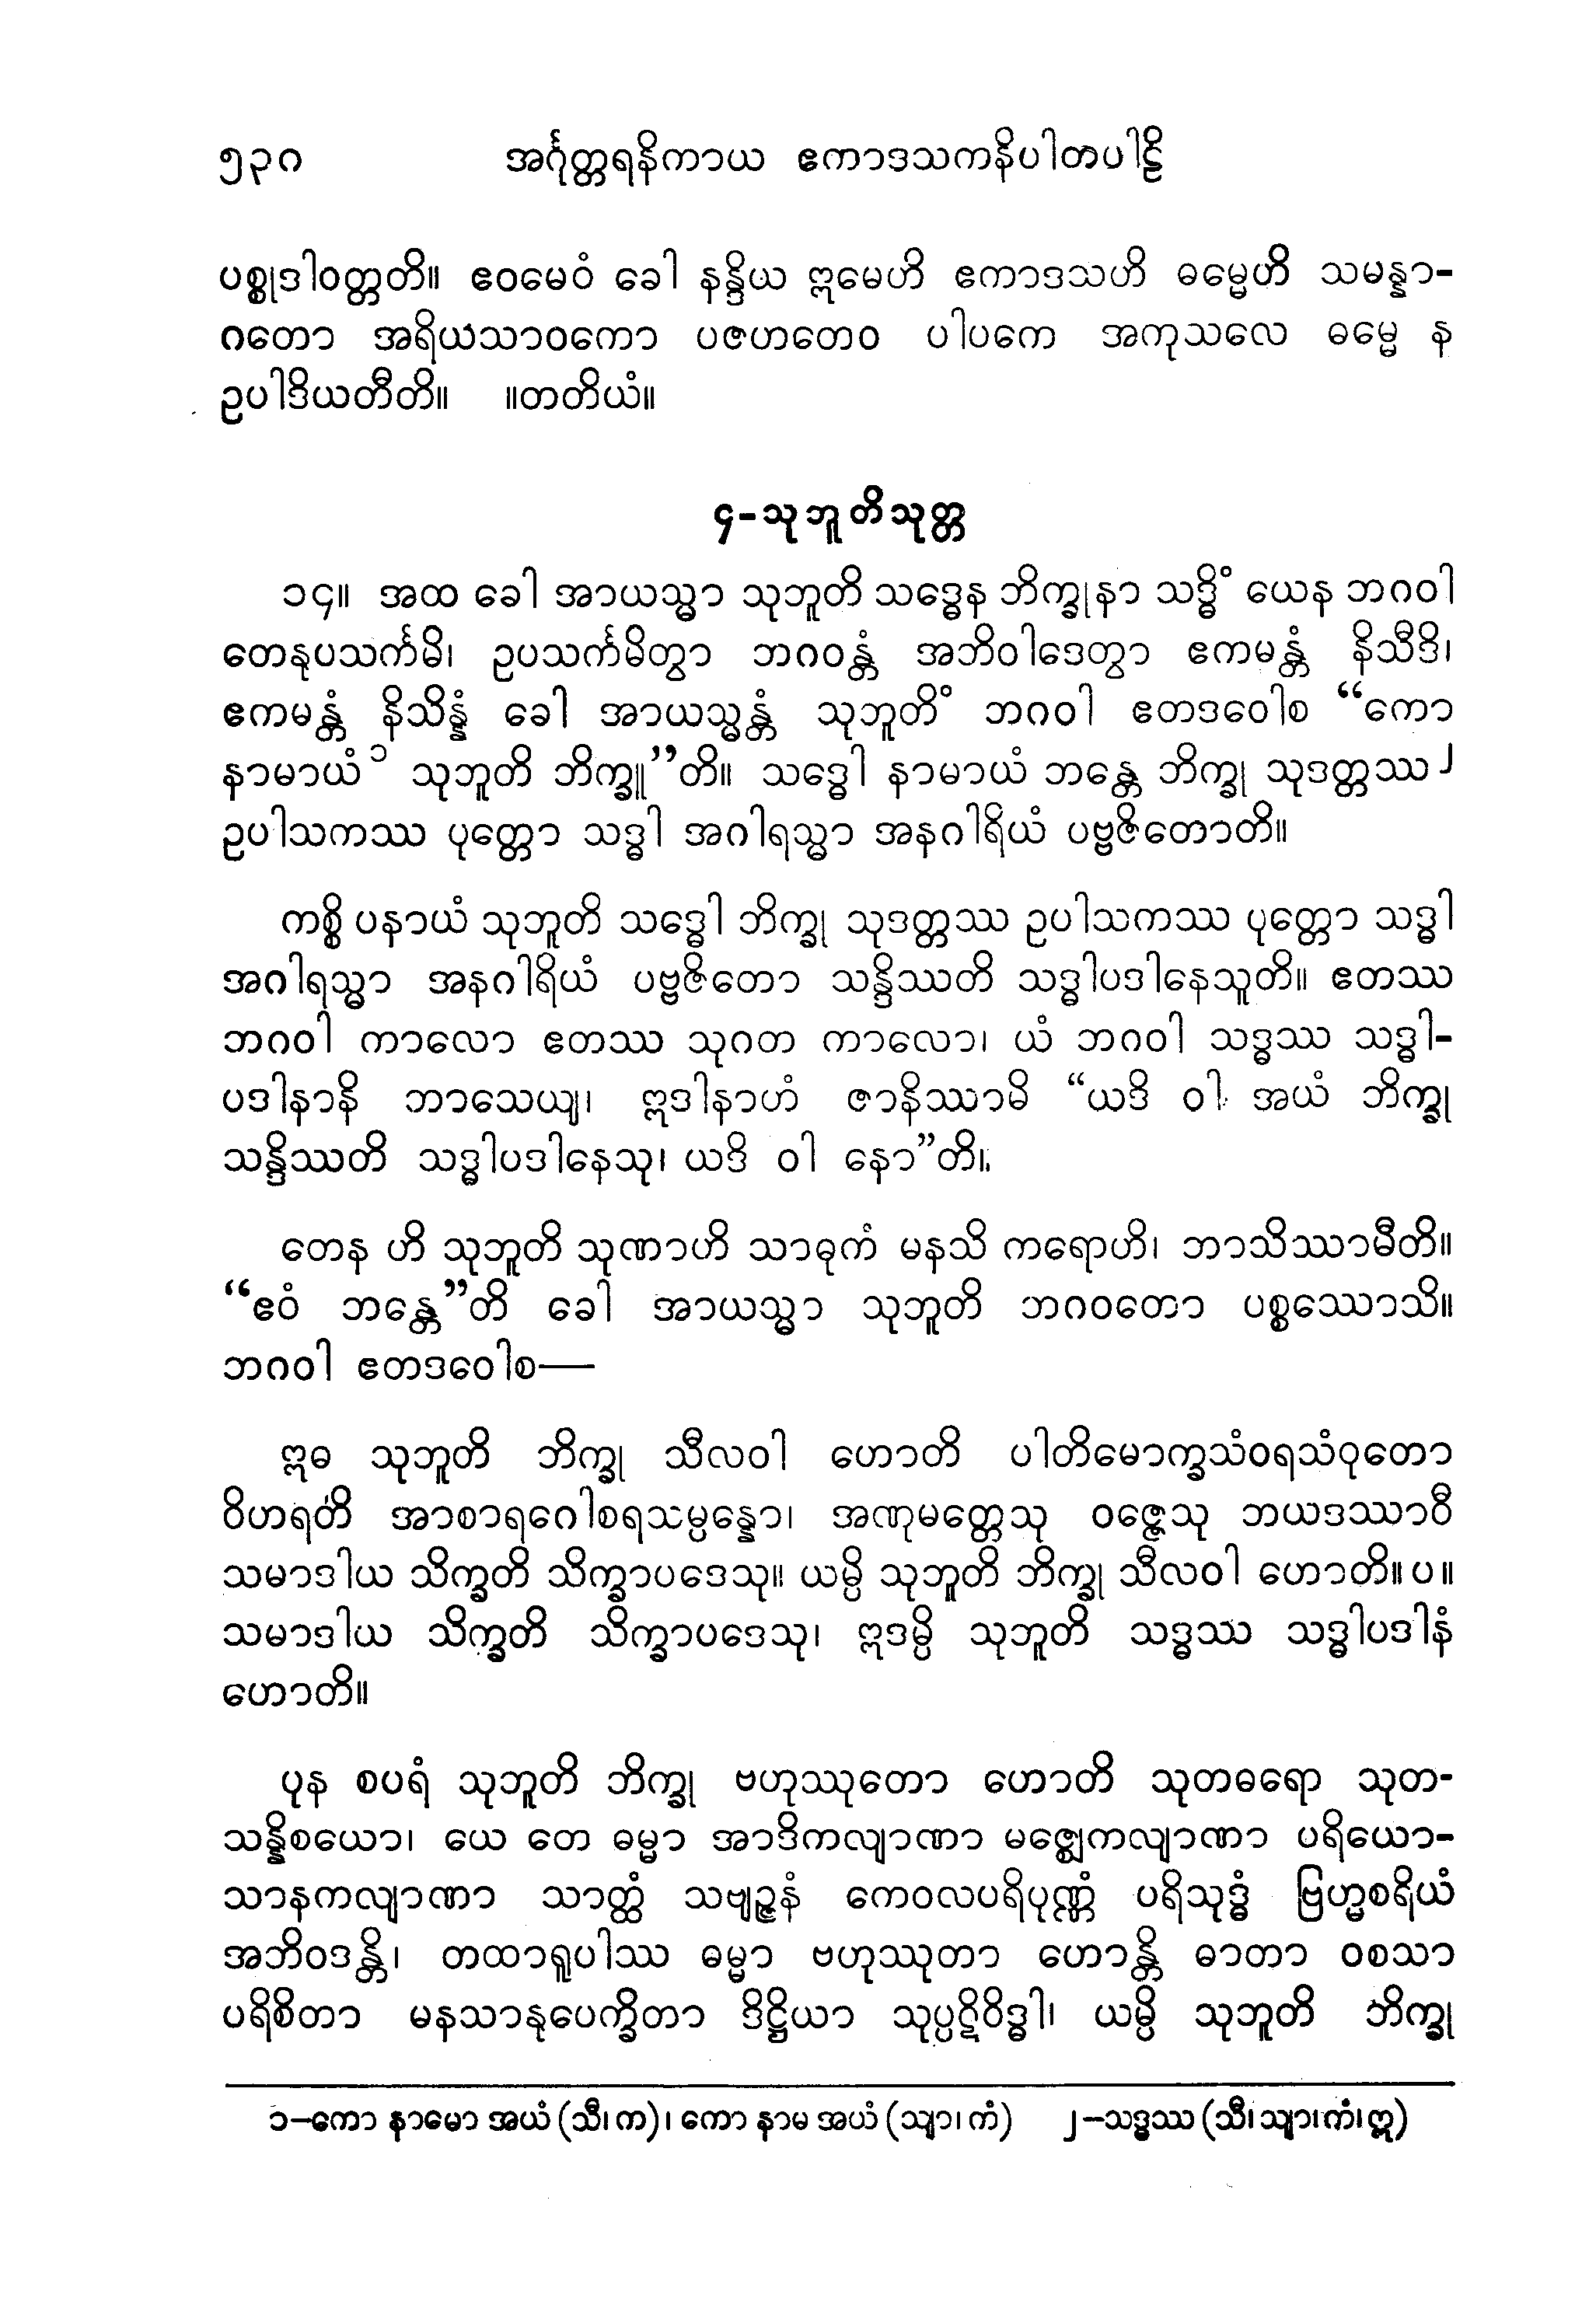 ၅၃၈ အင်္ဂုတ္တရနိကာယ ဧကာဒသကနိပါတပါဠိ
ပစ္စုဒါဝတ္တတိ။ ဧဝမေဝံ ခေါ နန္ဒိယ ဣမေဟိ ဧကာဒသဟိ ဓမ္မေဟိ သမန္နာ-
ဂတော အရိယသာဝကော ပဇဟတေဝ ပါပကေ အကုသလေ ဓမ္မေ န
ဥပါဒိယတီတိ။ ။တတိယံ။
၄-သုဘူတိသုတ္တ
၁၄။ အထ ခေါ အာယသ္မာ သုဘူတိ သဒ္ဓေန ဘိက္ခုနာ သဒ္ဓိံ ယေန ဘဂဝါ
တေနုပသင်္ကမိ၊ ဥပသင်္ကမိတွာ ဘဂဝန္တံ အဘိဝါဒေတွာ ဧကမန္တံ နိသီဒိ၊
ဧကမန္တံ နိသိန္နံ ခေါ အာယသ္မန္တံ သုဘူတိံ ဘဂဝါ ဧတဒဝေါစ “ကော
နာမာယံ၁ သုဘူတိ ဘိက္ခူ”တိ။ သဒ္ဓေါ နာမာယံ ဘန္တေ ဘိက္ခု သုဒတ္တဿ၂
ဥပါသကဿ ပုတ္တော သဒ္ဓါ အဂါရသ္မာ အနဂါရိယံ ပဗ္ဗဇိတောတိ။
ကစ္စိ ပနာယံ သုဘူတိ သဒ္ဓေါ ဘိက္ခု သုဒတ္တဿ ဥပါသကဿ ပုတ္တော သဒ္ဓါ
အဂါရသ္မာ အနဂါရိယံ ပဗ္ဗဇိတော သန္ဒိဿတိ သဒ္ဓါပဒါနေသူတိ။ ဧတဿ
ဘဂဝါ ကာလော ဧတဿ သုဂတ ကာလော၊ ယံ ဘဂဝါ သဒ္ဓဿ သဒ္ဓါ-
ပဒါနာနိ ဘာသေယျ၊ ဣဒါနာဟံ ဇာနိဿာမိ “ယဒိ ဝါ အယံ ဘိက္ခု
သန္ဒိဿတိ သဒ္ဓါပဒါနေသု၊ ယဒိ ဝါ နော”တိ။
တေန ဟိ သုဘူတိ သုဏာဟိ သာဓုကံ မနသိ ကရောဟိ၊ ဘာသိဿာမီတိ။
“ဧဝံ ဘန္တေ”တိ ခေါ အာယသ္မာ သုဘူတိ ဘဂဝတော ပစ္စဿောသိ။
ဘဂဝါ ဧတဒဝေါစ—
ဣဓ သုဘူတိ ဘိက္ခု သီလဝါ ဟောတိ ပါတိမောက္ခသံဝရသံဝုတော
ဝိဟရတိ အာစာရဂေါစရသမ္ပန္နော၊ အဏုမတ္တေသု ဝဇ္ဇေသု ဘယဒဿာဝီ
သမာဒါယ သိက္ခတိ သိက္ခာပဒေသု။ ယမ္ပိ သုဘူတိ ဘိက္ခု သီလဝါ ဟောတိ။ပ။
သမာဒါယ သိက္ခတိ သိက္ခာပဒေသု၊ ဣဒမ္ပိ သုဘူတိ သဒ္ဓဿ သဒ္ဓါပဒါနံ
ဟောတိ။
ပုန စပရံ သုဘူတိ ဘိက္ခု ဗဟုဿုတော ဟောတိ သုတဓရော သုတ-
သန္နိစယော၊ ယေ တေ ဓမ္မာ အာဒိကလျာဏာ မဇ္ဈေကလျာဏာ ပရိယော-
သာနကလျာဏာ သာတ္ထံ သဗျဉ္ဇနံ ကေဝလပရိပုဏ္ဏံ ပရိသုဒ္ဓံ ဗြဟ္မစရိယံ
အဘိဝဒန္တိ၊ တထာရူပါဿ ဓမ္မာ ဗဟုဿုတာ ဟောန္တိ ဓာတာ ဝစသာ
ပရိစိတာ မနသာနုပေက္ခိတာ ဒိဋ္ဌိယာ သုပ္ပဋိဝိဒ္ဓါ၊ ယမ္ပိ သုဘူတိ ဘိက္ခု
၁-ကော နာမော အယံ (သီ၊က)၊ ကော နာမ အယံ (သျာ၊ကံ) ၂-သဒ္ဓဿ (သီ၊သျာ၊ကံ၊ဣ)